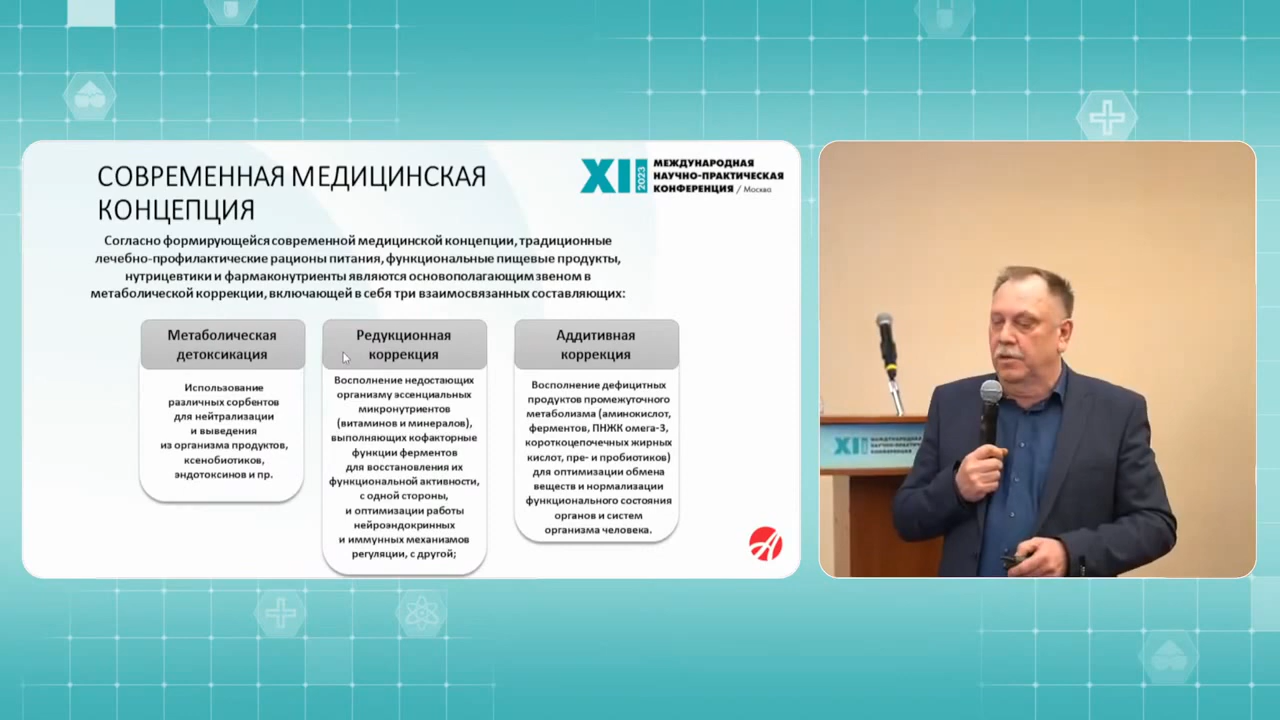 СОВРЕМЕННАЯ МЕДИЦИНСКАЯ
КОНЦЕПЦИЯ
XII
2023
МЕЖДУНАРОДНАЯ
НАУЧНО-ПРАКТИЧЕСКАЯ
КОНФЕРЕНЦИЯ / Москва
Согласно формирующейся современной медицинской концепции, традиционные
лечебно-профилактические рационы питания, функциональные пищевые продукты,
нутрицевтики и фармаконутриенты являются основополагающим звеном в
метаболической коррекции, включающей в себя три взаимосвязанных составляющих:
Метаболическая
детоксикация
Использование
различных сорбентов
для нейтрализации
и выведения
из организма продуктов,
ксенобиотиков,
эндотоксинов и пр.
Редукционная
коррекция
Восполнение недостающих
организму эссенциальных
микронутриентов
(витаминов и минералов),
выполняющих кофакторные
функции ферментов
для восстановления их
функциональной активности,
с одной стороны,
и оптимизации работы
нейроэндокринных
и иммунных механизмов
регуляции, с другой;
Аддитивная
коррекция
Восполнение дефицитных
продуктов промежуточного
метаболизма (аминокислот,
ферментов, ПНЖК омега-3,
короткоцепочечных жирных
кислот, пре- и пробиотиков)
для оптимизации обмена
веществ и нормализации
функционального состояния
органов и систем
организма человека.
XII
МЕЖДУНАРОДНАЯ
КОНФЕРЕНЦИЯ